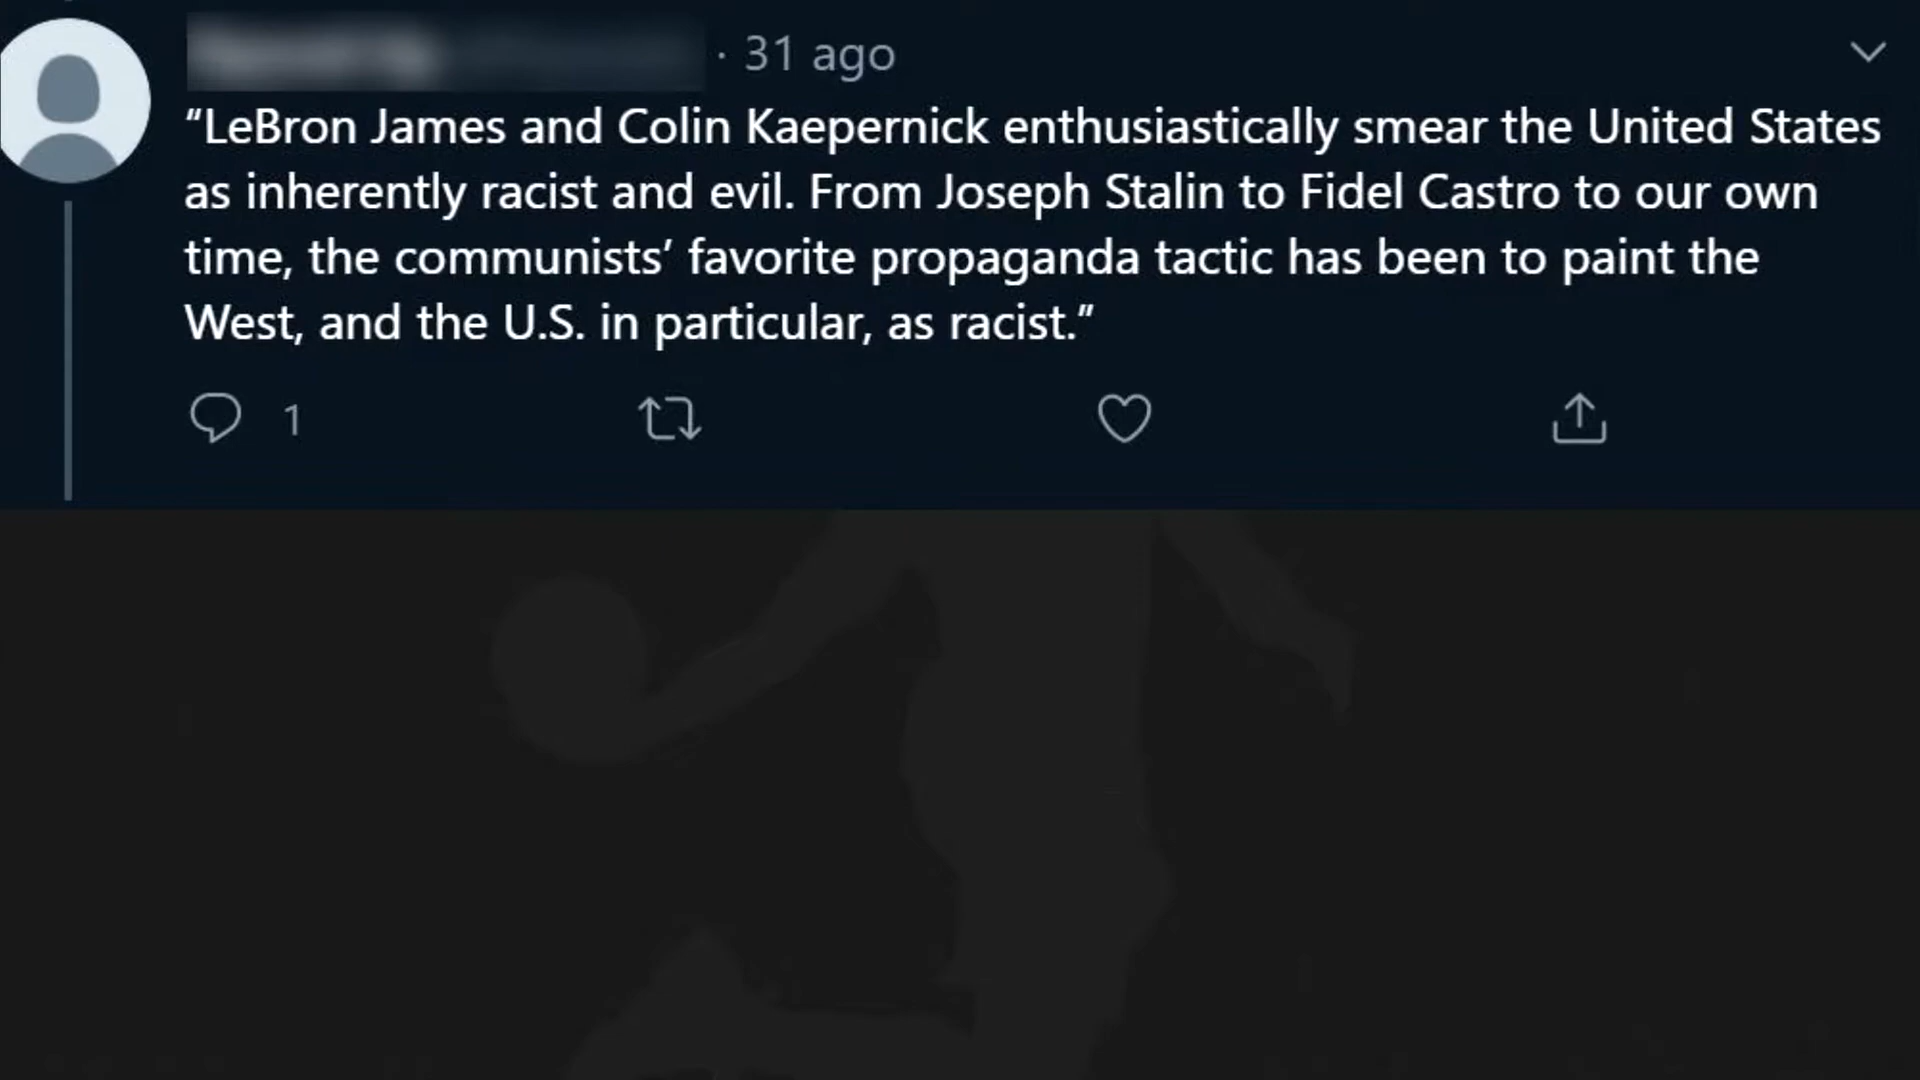 · 31 ago
“LeBron James and Colin Kaepernick enthusiastically smear the United States
as inherently racist and evil. From Joseph Stalin to Fidel Castro to our own
time, the communists’ favorite propaganda tactic has been to paint the
West, and the U.S. in particular, as racist.”
1